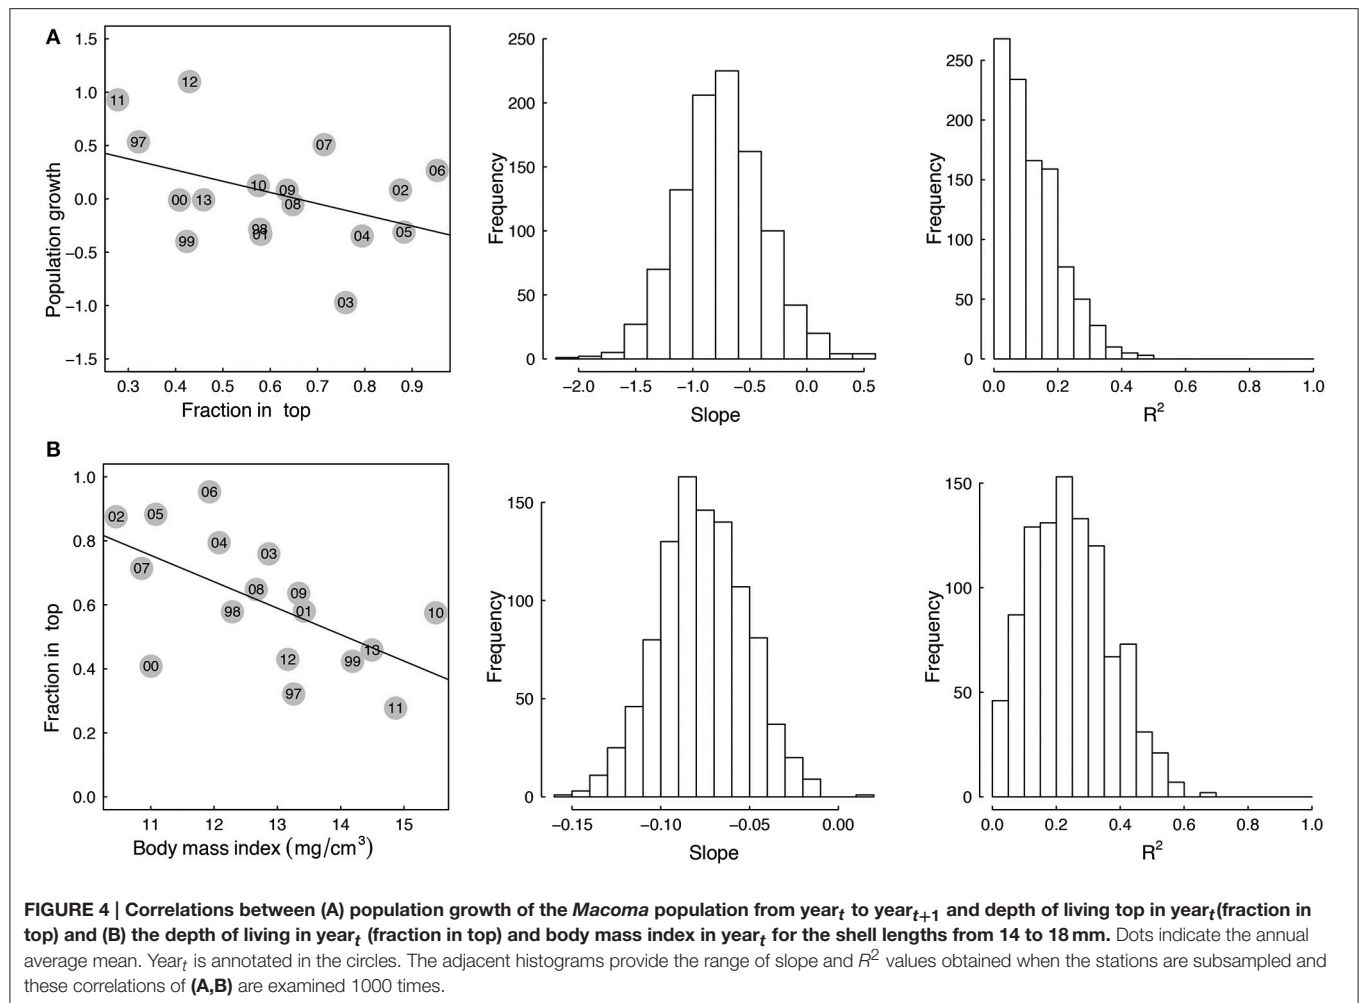 A
1.5
1.0
0.5
0.0
−0.5
−1.0
−1.5
Population growth
11
12
97
07
06
10
09
02
00
13
08
98
01
99
04
05
03
0.3 0.4 0.5 0.6 0.7 0.8 0.9
Fraction in top
250
200
150
100
50
0
Frequency
−2.0 −1.5 −1.0 −0.5 0.0 0.5
Slope
250
200
150
100
50
0
Frequency
0.0 0.2 0.4 0.6 0.8 1.0
R²
B
1.0
0.8
0.6
0.4
0.2
0.0
Fraction in top
06
02
05
04
03
07
08
09
98
01
10
13
12
99
00
97
11
11 12 13 14 15
Body mass index (mg/cm³)
150
100
50
0
Frequency
−0.15 −0.10 −0.05 0.00
Slope
150
100
50
0
Frequency
0.0 0.2 0.4 0.6 0.8 1.0
R²
FIGURE 4 | Correlations between (A) population growth of the Macoma population from yearₜ to yearₜ₊₁ and depth of living top in yearₜ(fraction in
top) and (B) the depth of living in yearₜ (fraction in top) and body mass index in yearₜ for the shell lengths from 14 to 18 mm. Dots indicate the annual
average mean. Yearₜ is annotated in the circles. The adjacent histograms provide the range of slope and R² values obtained when the stations are subsampled and
these correlations of (A,B) are examined 1000 times.